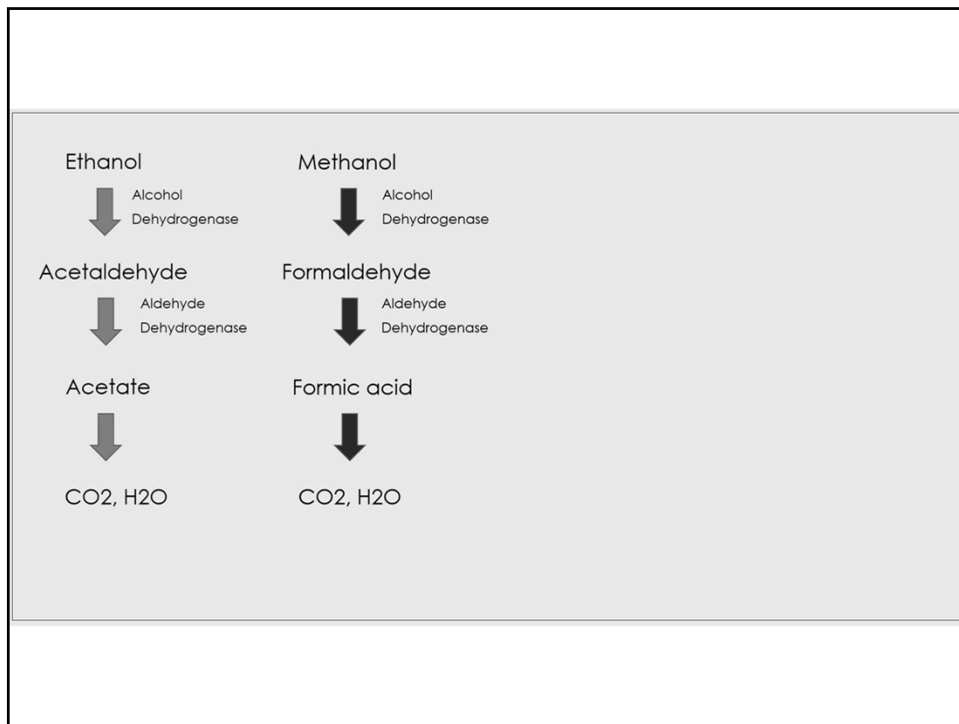 Ethanol
Methanol
Alcohol
Dehydrogenase
Alcohol
Dehydrogenase
Acetaldehyde
Formaldehyde
Aldehyde
Dehydrogenase
Aldehyde
Dehydrogenase
Acetate
Formic acid
CO2, H2O
CO2, H2O